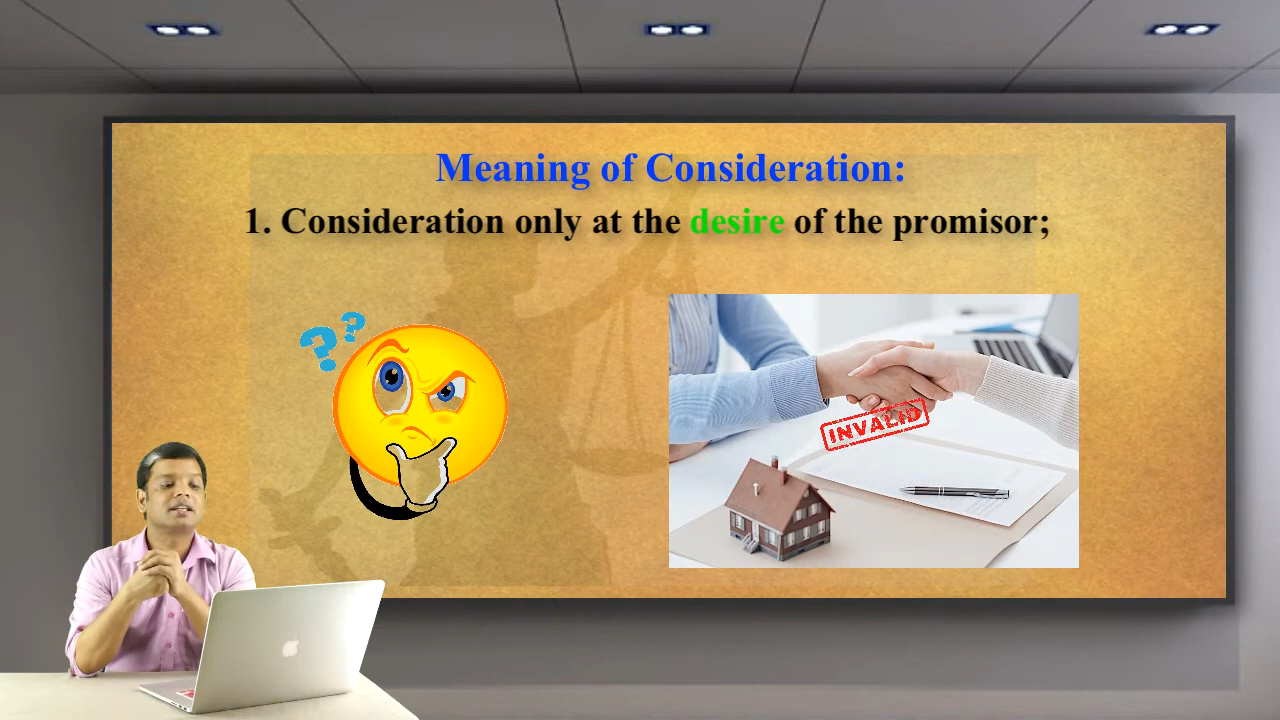 Meaning of Consideration:
1. Consideration only at the desire of the promisor;
??
INVALID